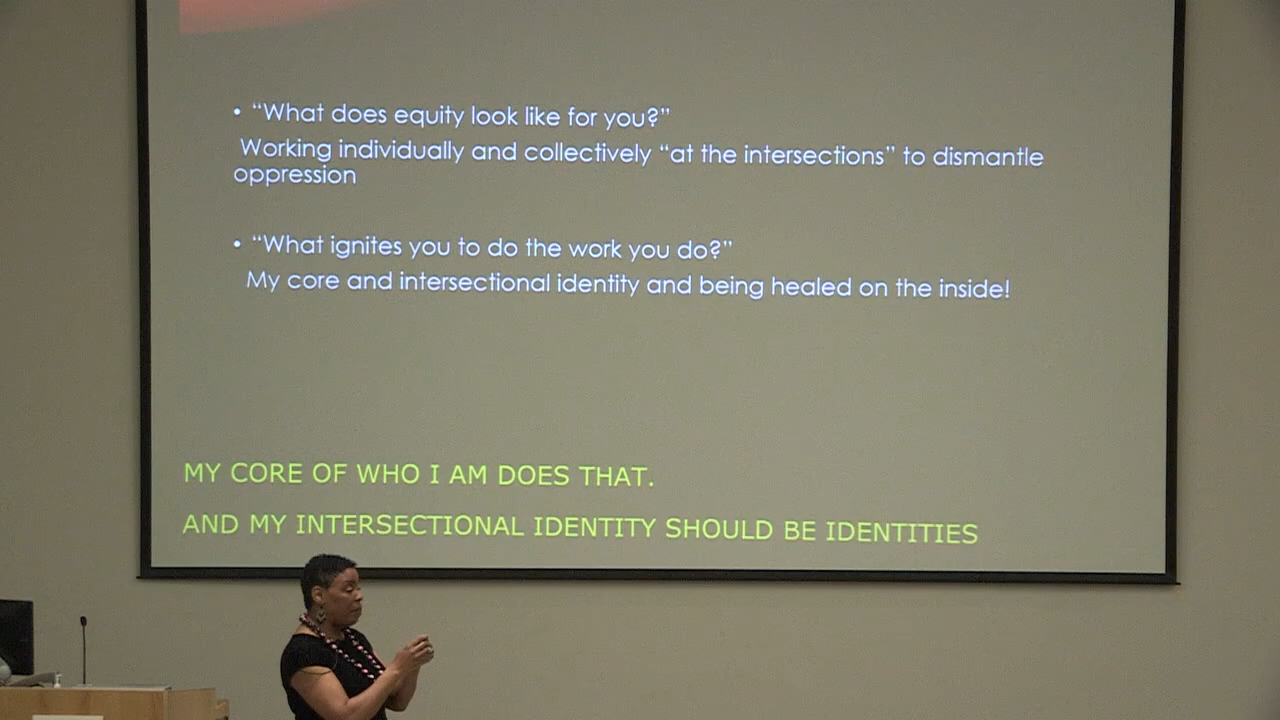 • “What does equity look like for you?”
Working individually and collectively “at the intersections” to dismantle
oppression
• “What ignites you to do the work you do?”
My core and intersectional identity and being healed on the inside!
MY CORE OF WHO I AM DOES THAT.
AND MY INTERSECTIONAL IDENTITY SHOULD BE IDENTITIES